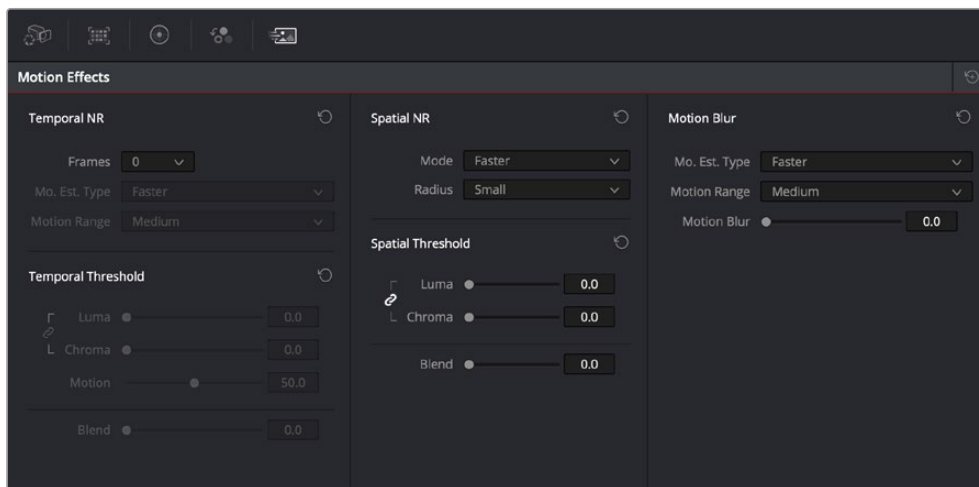 Motion Effects
Temporal NR
Frames 0
Mo. Est. Type Faster
Motion Range Medium
Temporal Threshold
Luma 0.0
Chroma 0.0
Motion 50.0
Blend 0.0
Spatial NR
Mode Faster
Radius Small
Spatial Threshold
Luma 0.0
Chroma 0.0
Blend 0.0
Motion Blur
Mo. Est. Type Faster
Motion Range Medium
Motion Blur 0.0